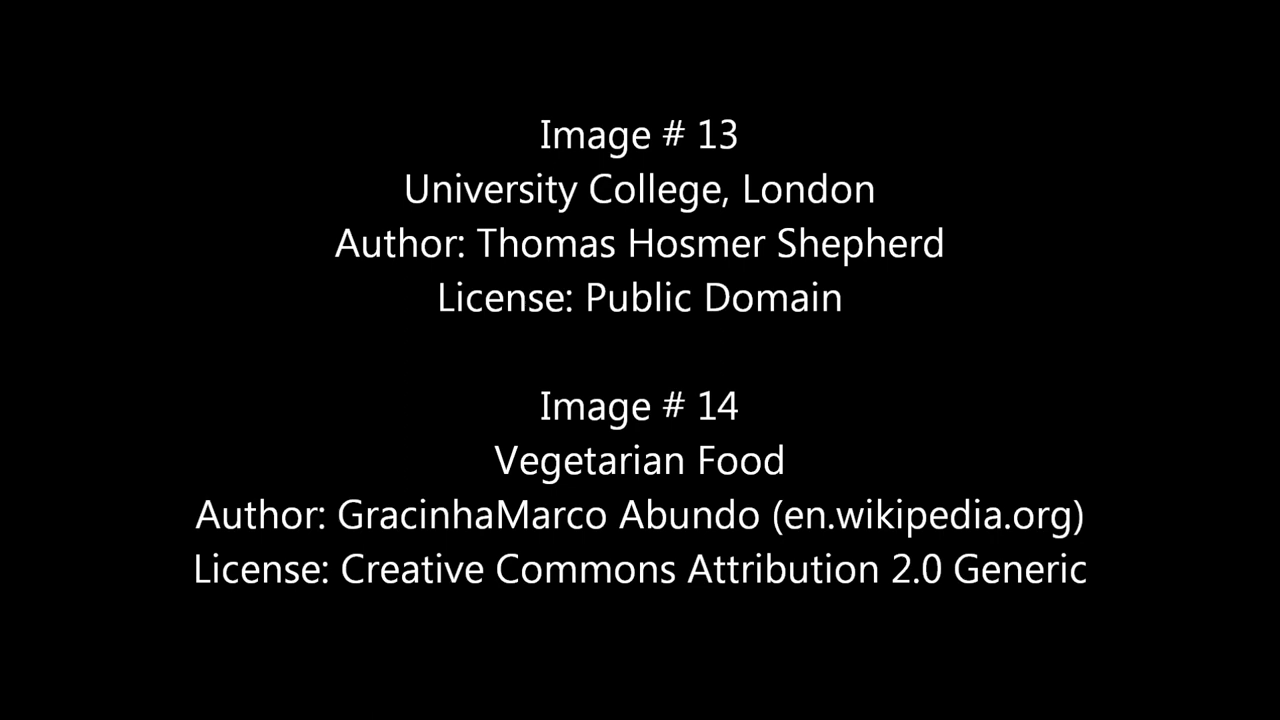 Image # 13
University College, London
Author: Thomas Hosmer Shepherd
License: Public Domain
Image # 14
Vegetarian Food
Author: GracinhaMarco Abundo (en.wikipedia.org)
License: Creative Commons Attribution 2.0 Generic